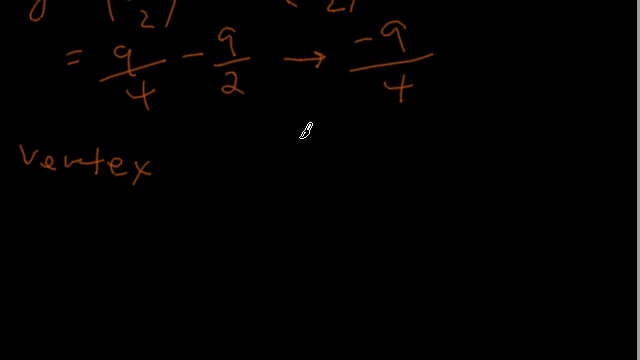 = 9/4 - 9/2 → -9/4
vertex